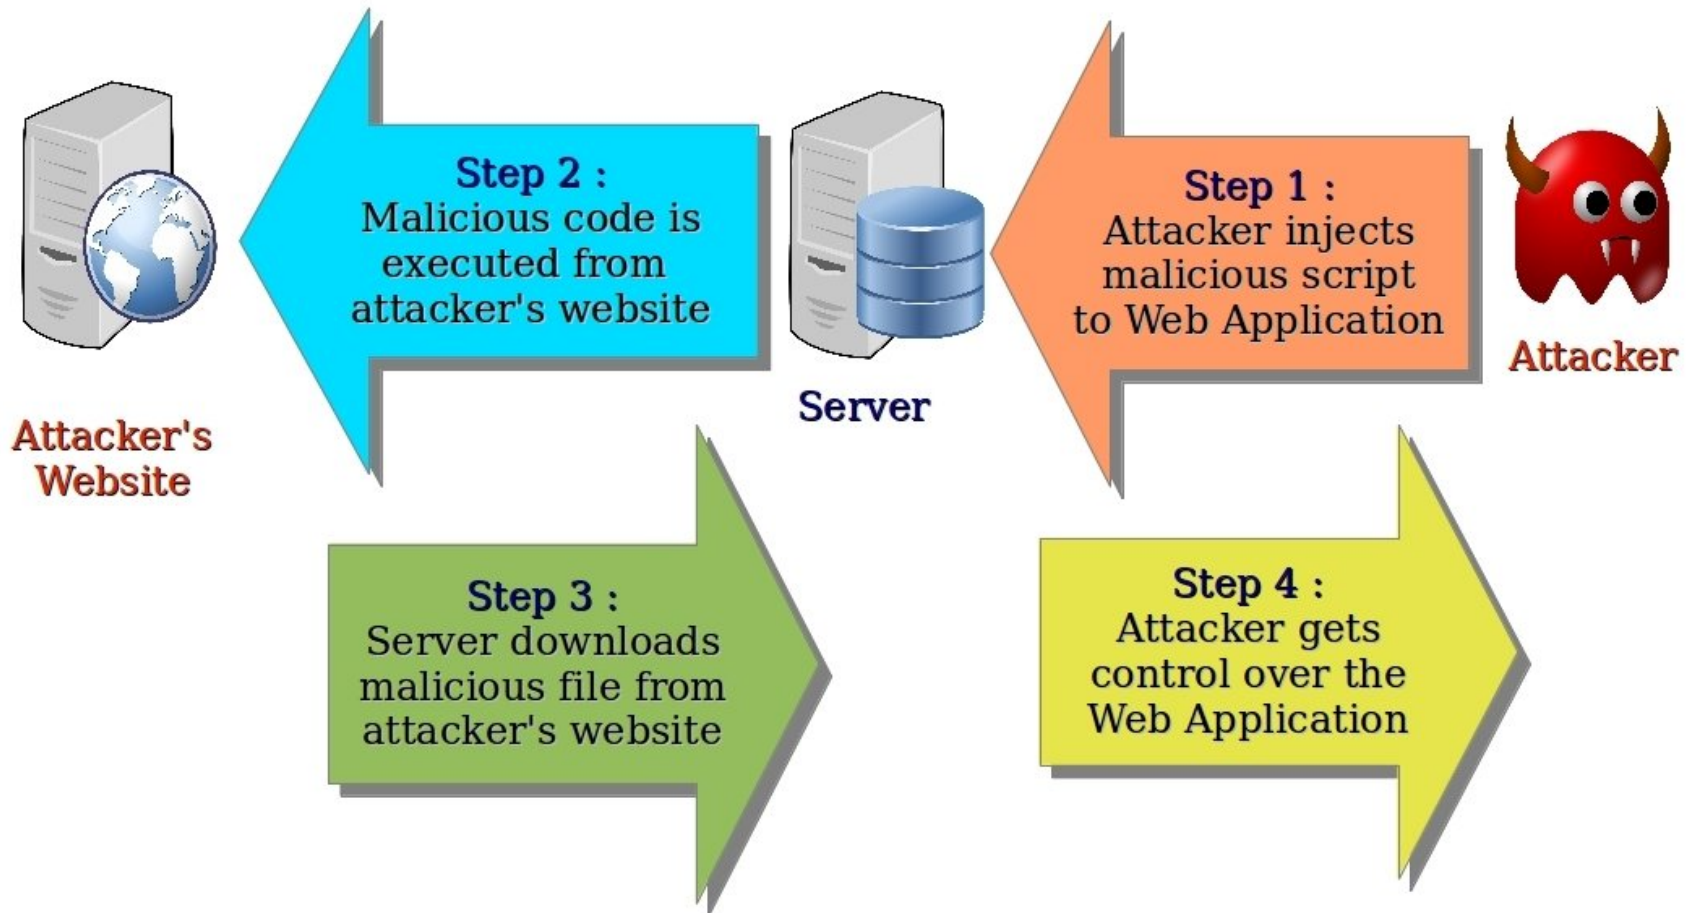 Step 2 :
Malicious code is
executed from
attacker's website
Step 1 :
Attacker injects
malicious script
to Web Application
Attacker
Server
Attacker's
Website
Step 3 :
Server downloads
malicious file from
attacker's website
Step 4 :
Attacker gets
control over the
Web Application